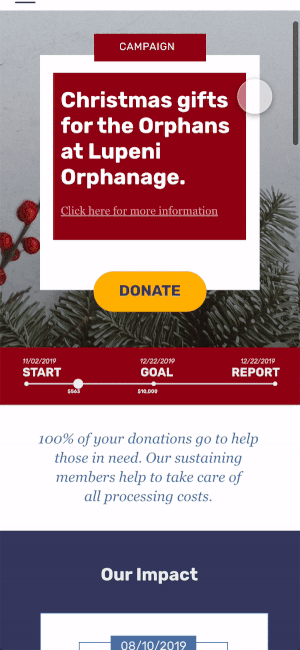 CAMPAIGN
Christmas gifts
for the Orphans
at Lupeni
Orphanage.
Click here for more information
DONATE
11/02/2019 12/22/2019 12/22/2019
START GOAL REPORT
$563 $10,000
100% of your donations go to help
those in need. Our sustaining
members help to take care of
all processing costs.
Our Impact
08/10/2019